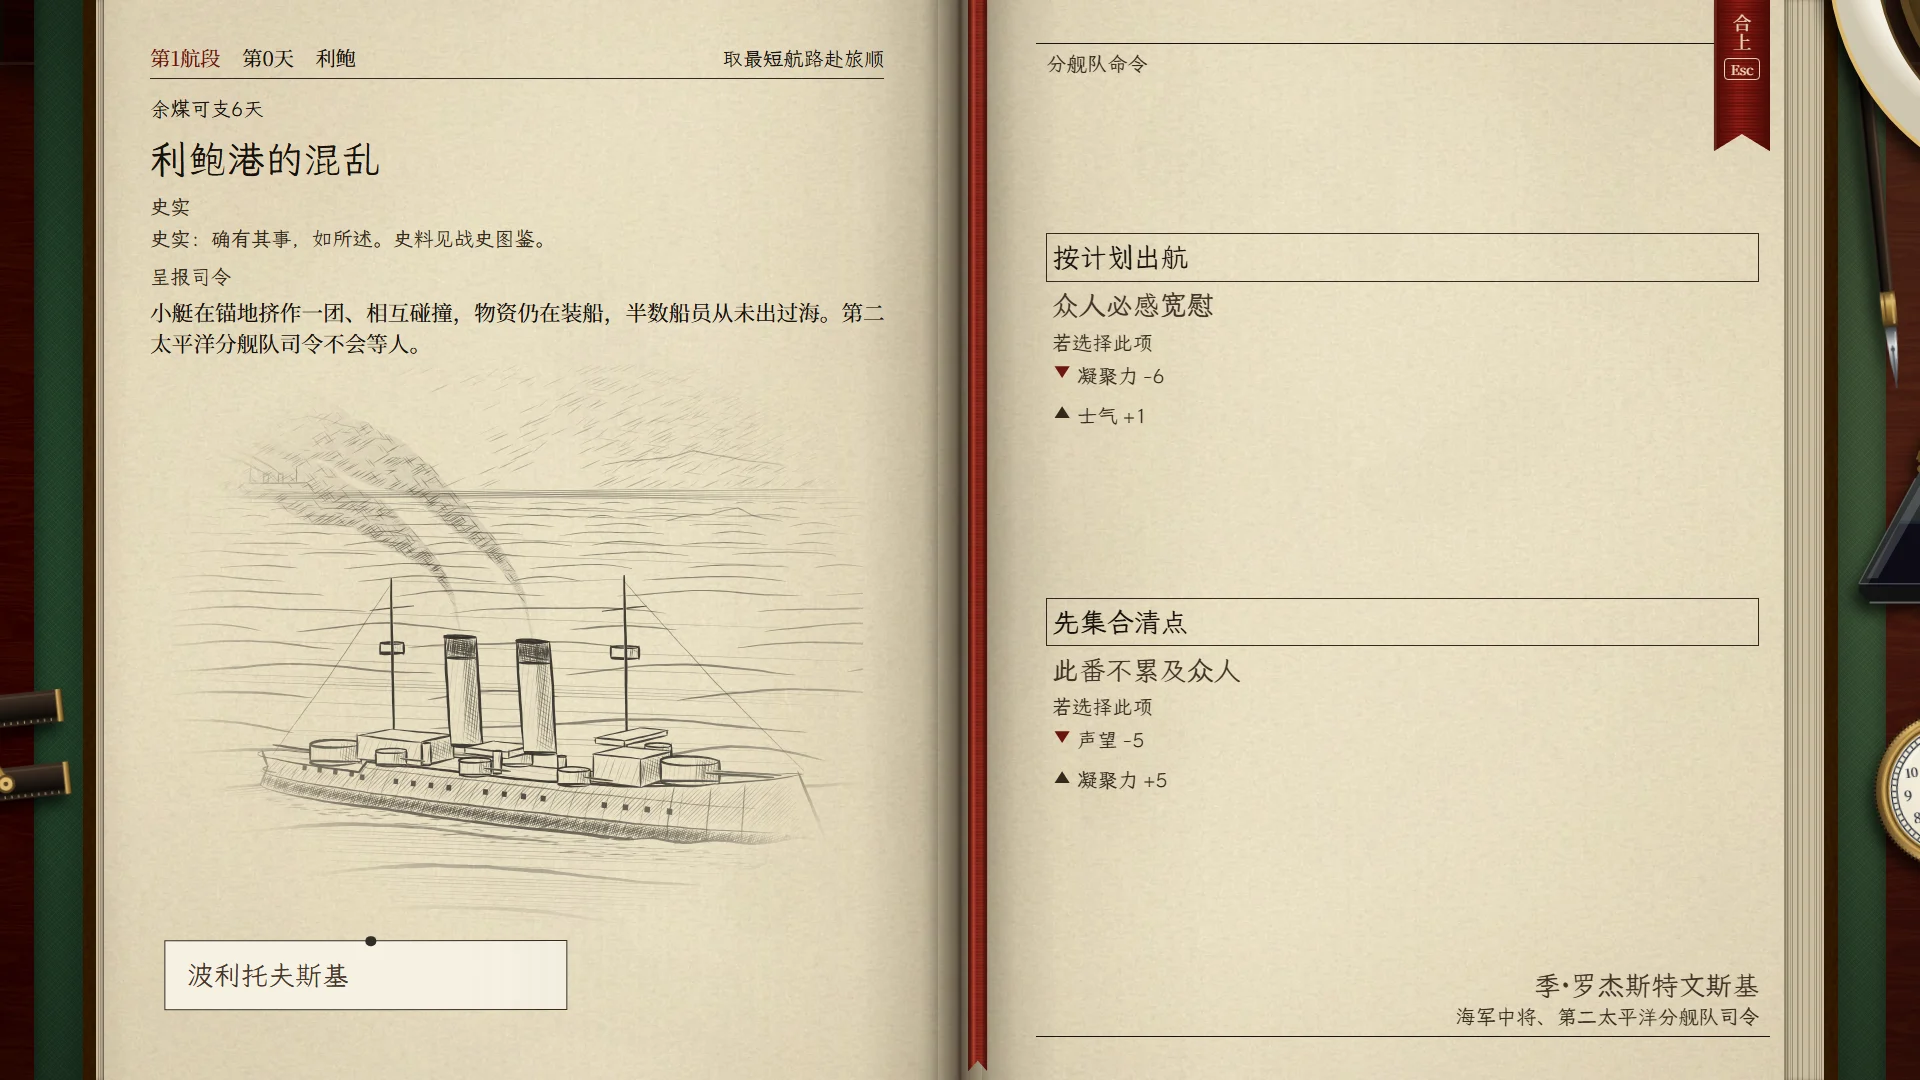 第1航段 第0天 利鲍
取最短航路赴旅顺
余煤可支6天
利鲍港的混乱
史实
史实：确有其事，如所述。史料见战史图鉴。
呈报司令
小艇在锚地挤作一团、相互碰撞，物资仍在装船，半数船员从未出过海。第二
太平洋分舰队司令不会等人。
波利托夫斯基
分舰队命令
合上
Esc
按计划出航
众人必感宽慰
若选择此项
凝聚力 -6
士气 +1
先集合清点
此番不累及众人
若选择此项
声望 -5
凝聚力 +5
季·罗杰斯特文斯基
海军中将、第二太平洋分舰队司令
10
9
8